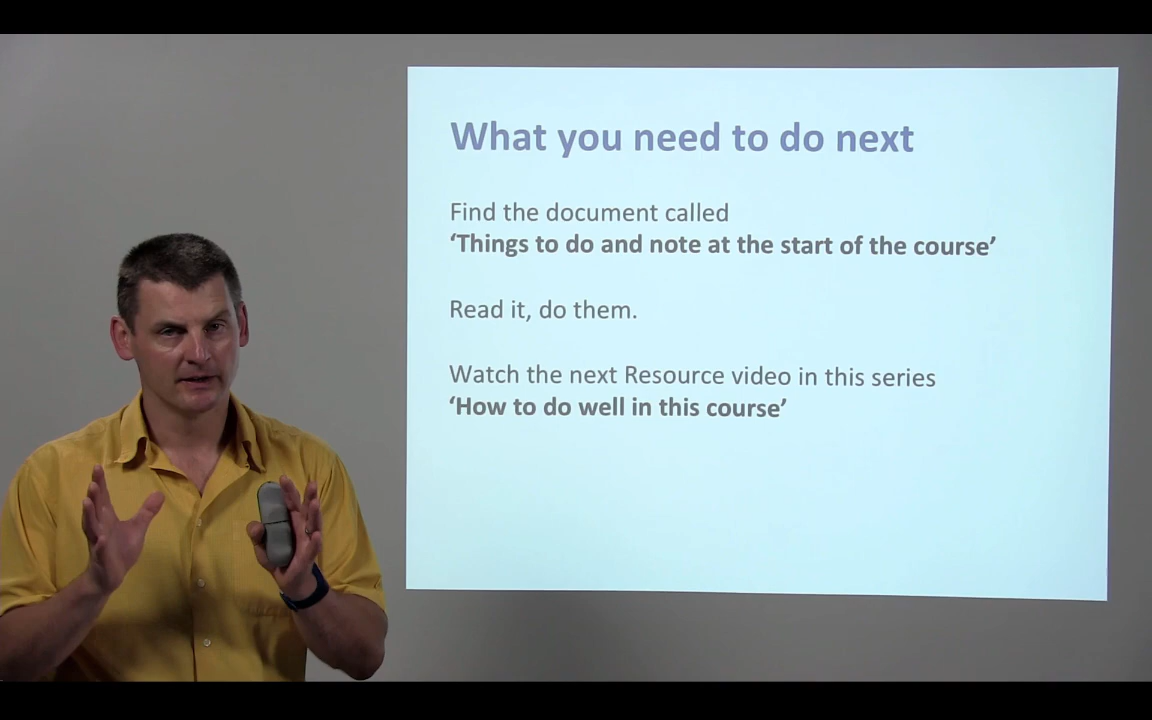 What you need to do next
Find the document called
‘Things to do and note at the start of the course’
Read it, do them.
Watch the next Resource video in this series
‘How to do well in this course’